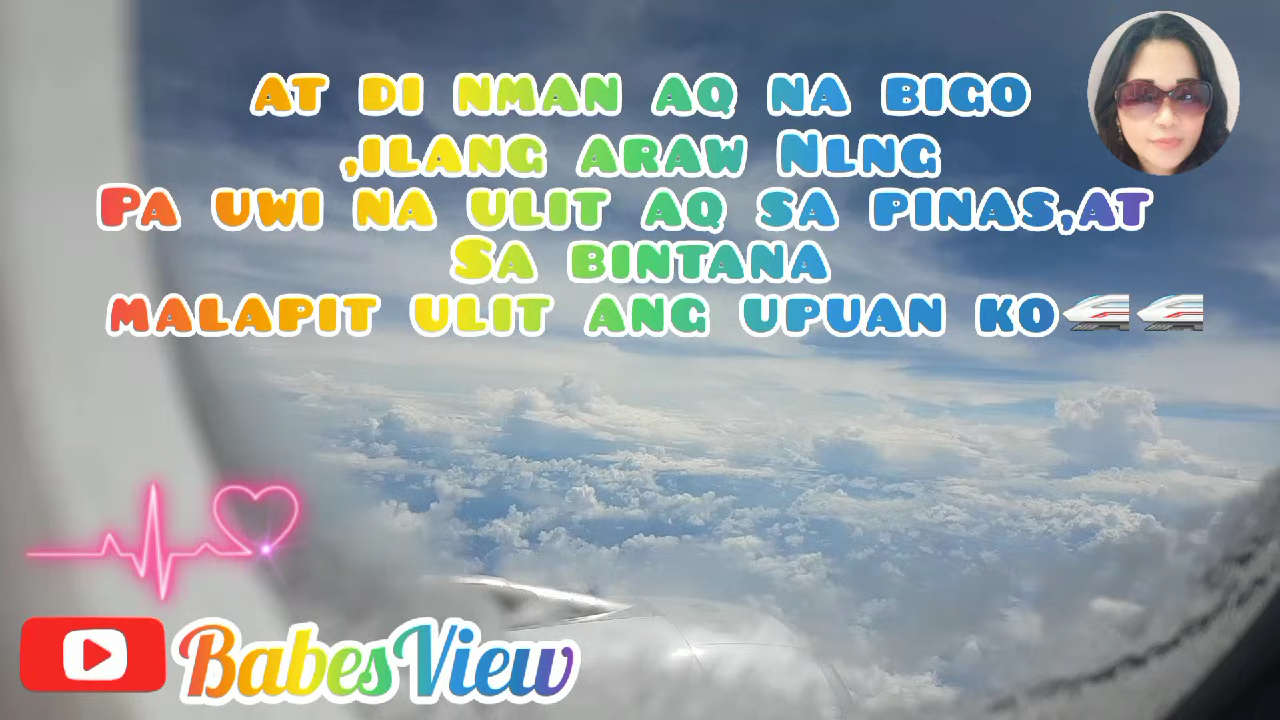 AT DI NMAN AQ NA BIGO
,ILANG ARAW NLNG
PA UWI NA ULIT AQ SA PINAS,AT
SA BINTANA
MALAPIT ULIT ANG UPUAN KO
BabesView